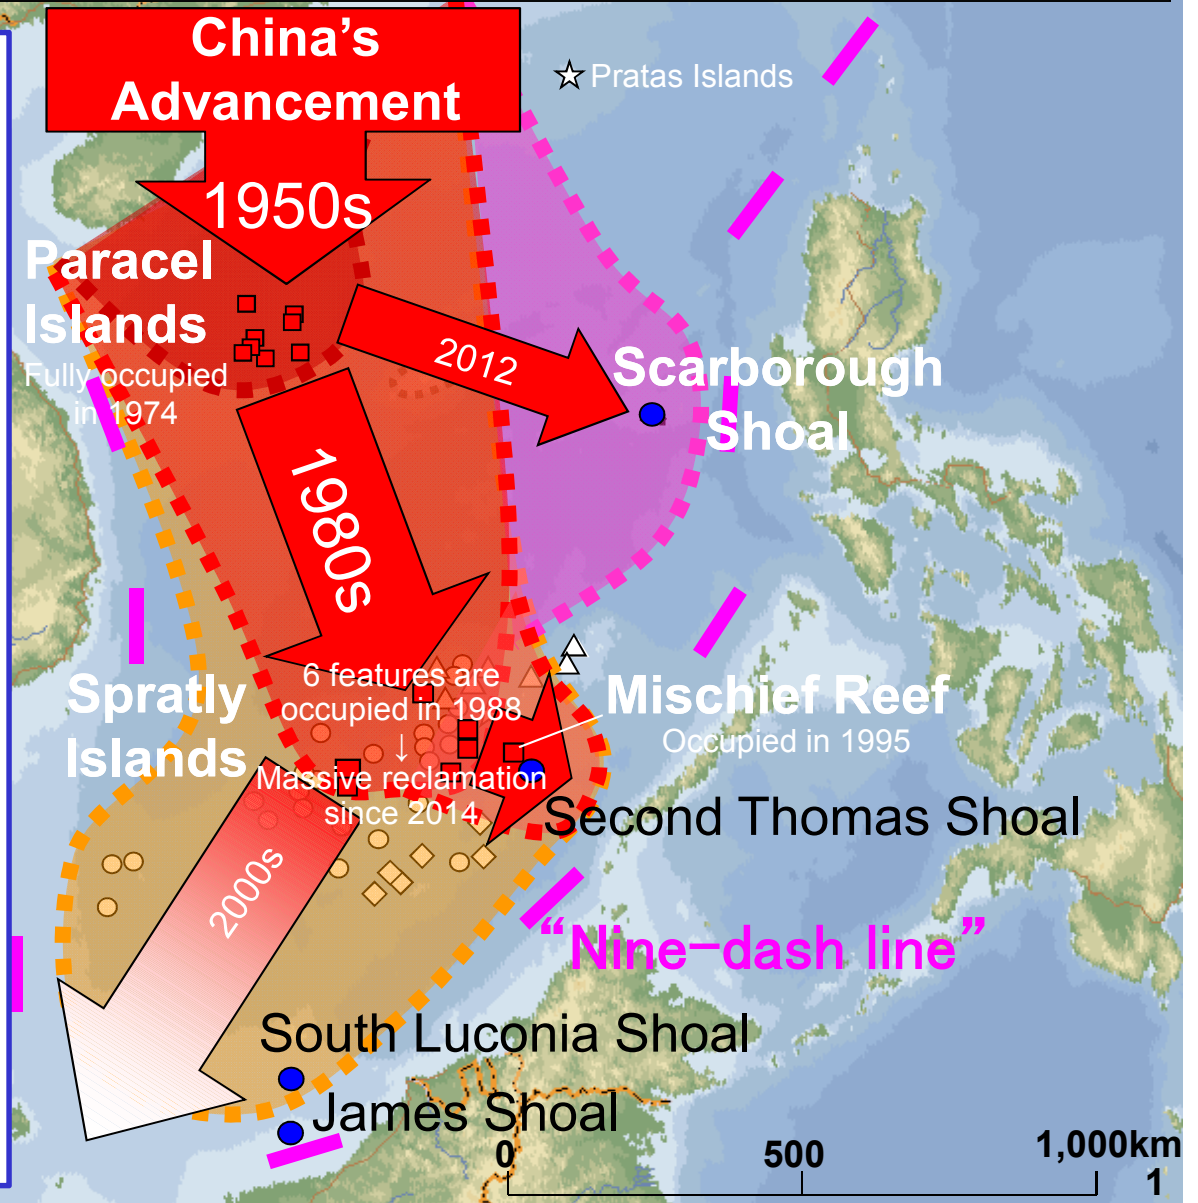 China’s
Advancement
Pratas Islands
1950s
Paracel
Islands
Fully occupied
in 1974
2012
Scarborough
Shoal
1980s
6 features are
occupied in 1988
↓
Massive reclamation
since 2014
Spratly
Islands
Mischief Reef
Occupied in 1995
Second Thomas Shoal
2000s
“Nine-dash line”
South Luconia Shoal
James Shoal
0 500 1,000km
1